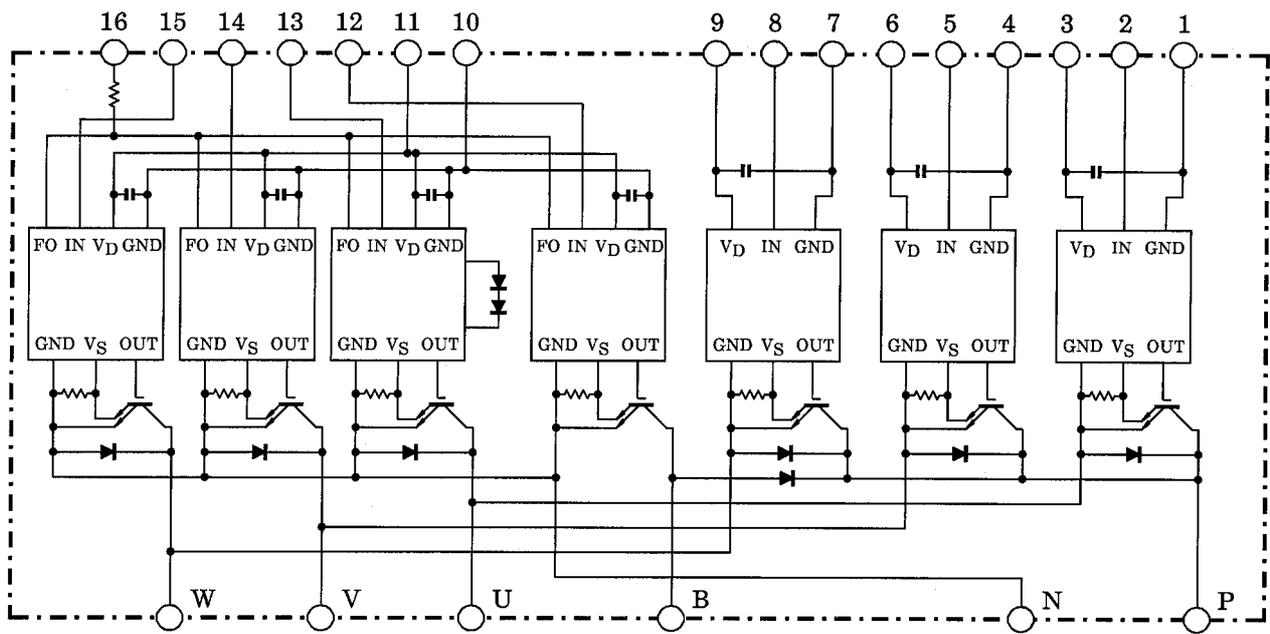 16 15 14 13 12 11 10 9 8 7 6 5 4 3 2 1
FO IN VD GND FO IN VD GND FO IN VD GND FO IN VD GND VD IN GND VD IN GND VD IN GND
GND VS OUT GND VS OUT GND VS OUT GND VS OUT GND VS OUT GND VS OUT GND VS OUT
W V U B N P